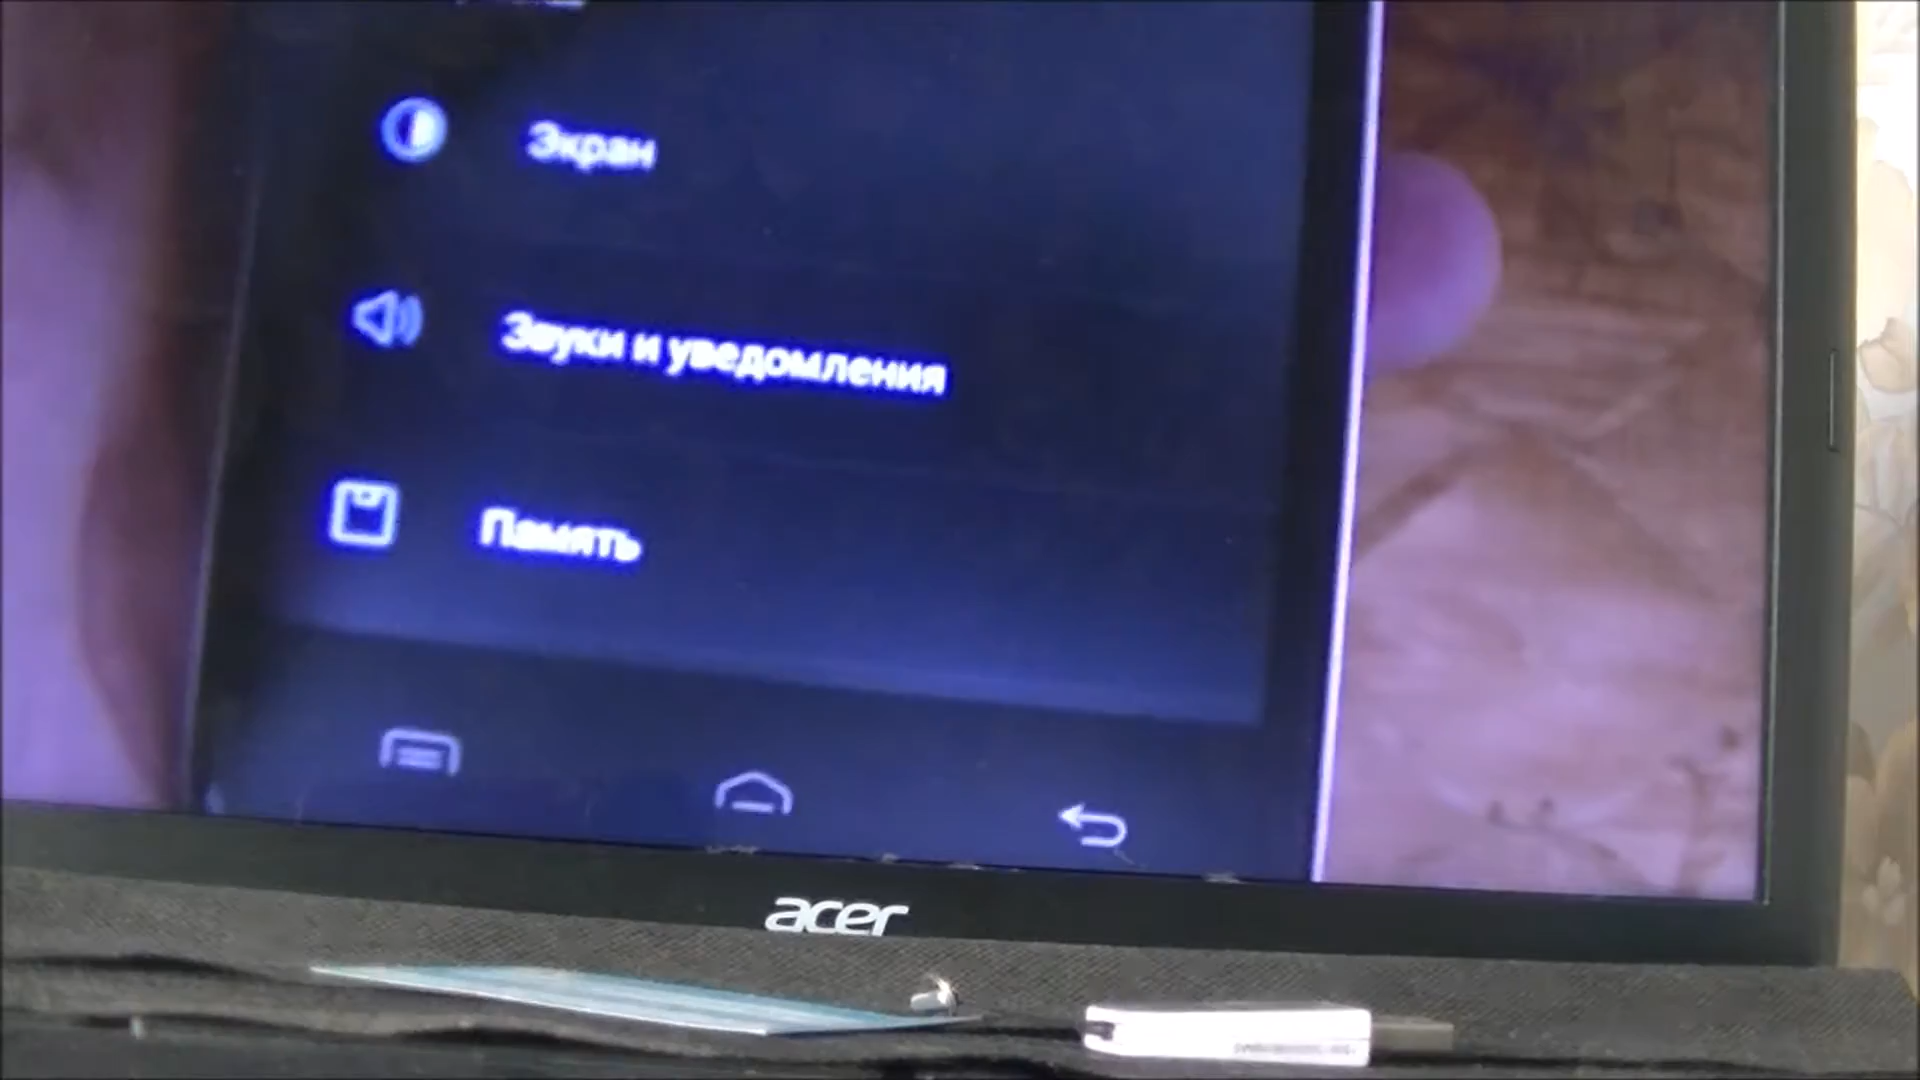 Экран
Звуки и уведомления
Память
acer